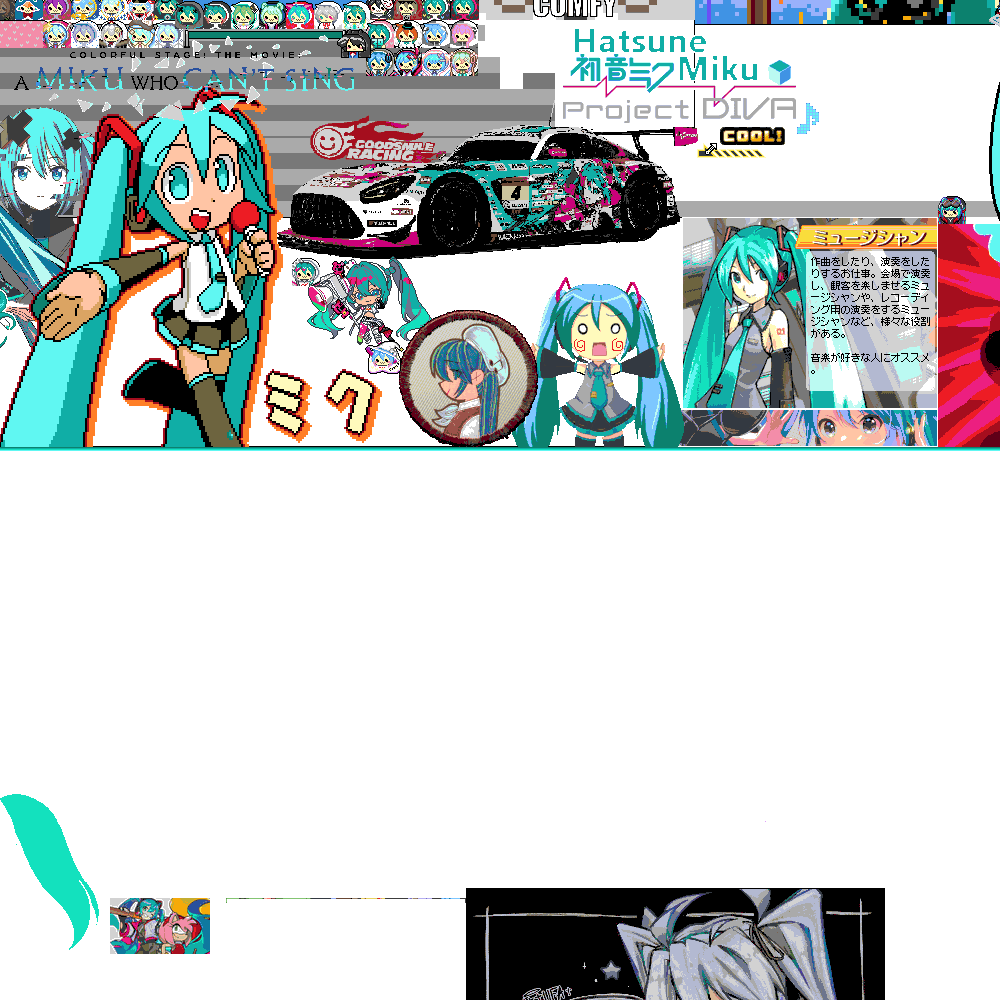 COMFY
COLORFUL STAGE! THE MOVIE:
A MIKU WHO CAN'T SING
Hatsune
初音ミク Miku
Project DIVA
COOL!
GOODSMILE
RACING
4
ミュージシャン
作曲をしたり、演奏をした
りするお仕事。会場で演奏
し、観客を楽しませるミュ
ージシャンや、レコーディ
ング用の演奏をするミュー
ジシャンなど、様々な役割
がある。
音楽が好きな人にオススメ
。
ミク